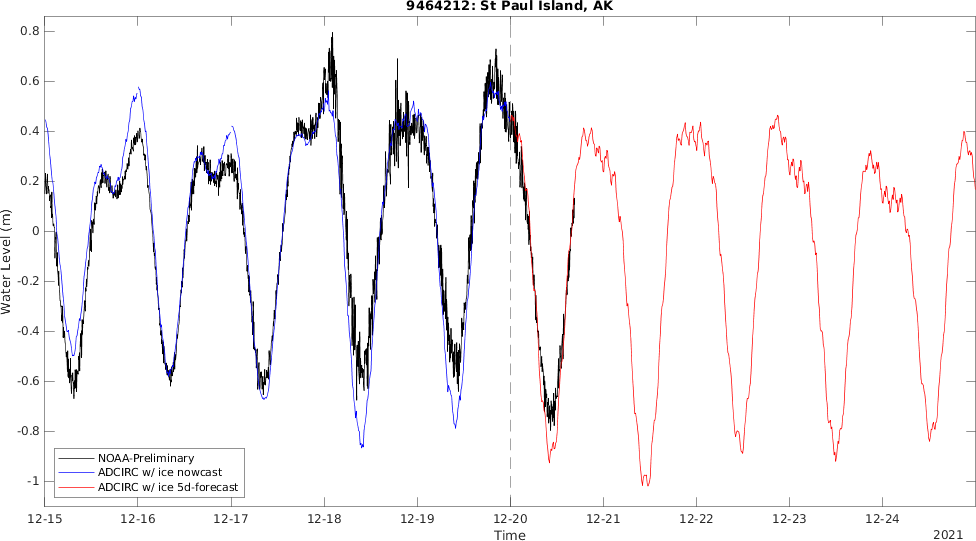 9464212: St Paul Island, AK
0.8
0.6
0.4
0.2
0
-0.2
-0.4
-0.6
-0.8
-1
Water Level (m)
NOAA-Preliminary
ADCIRC w/ ice nowcast
ADCIRC w/ ice 5d-forecast
12-15 12-16 12-17 12-18 12-19 12-20 12-21 12-22 12-23 12-24
Time
2021